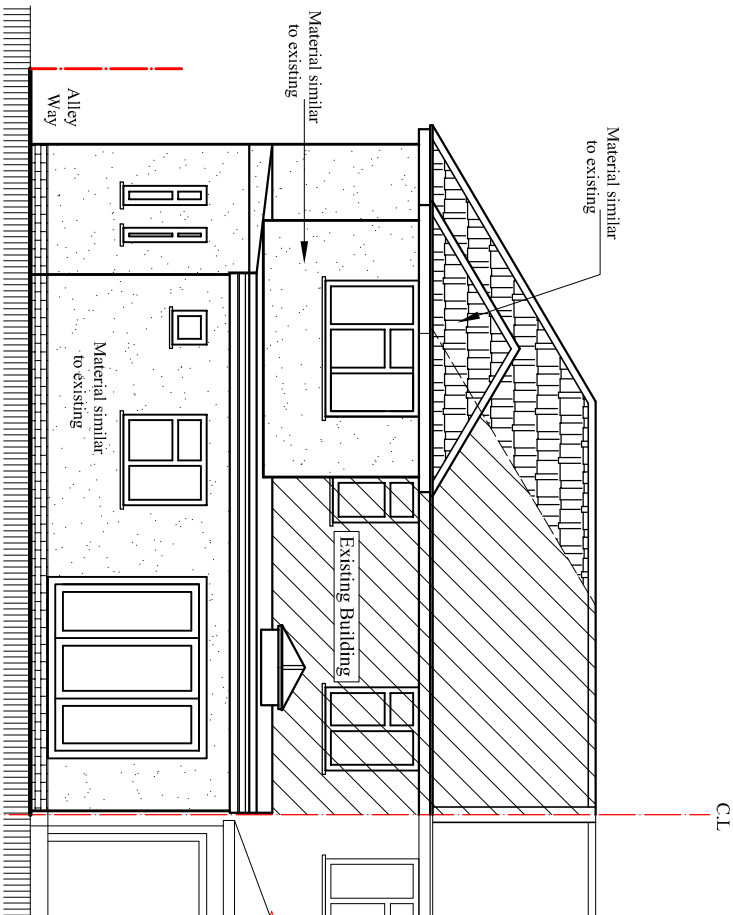 C.L
Material similar
to existing
Material similar
to existing
Existing Building
Material similar
to existing
Alley
Way